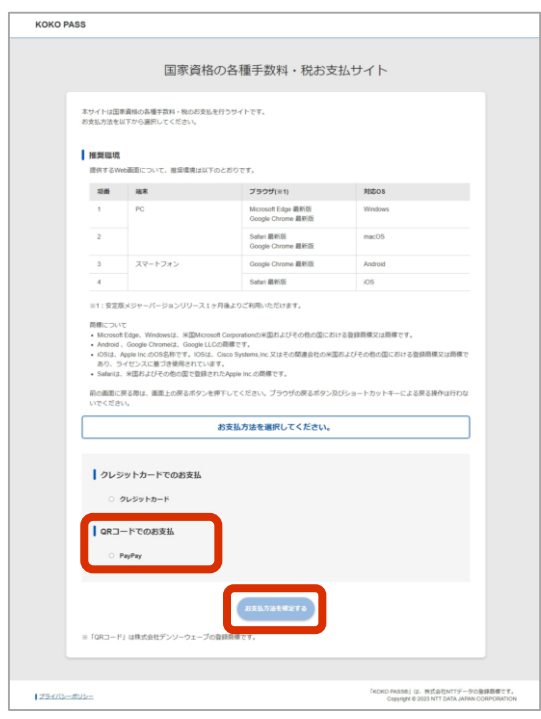 KOKO PASS
国家資格の各種手数料・税お支払サイト
本サイトは国家資格の各種手数料・税のお支払を行うサイトです。
お支払方法を以下から選択してください。
推奨環境
提供するWeb画面について、推奨環境は以下のとおりです。
項番 端末 ブラウザ(※1) 対応OS
1 PC Microsoft Edge 最新版 Windows
Google Chrome 最新版
2 Safari 最新版 macOS
Google Chrome 最新版
3 スマートフォン Google Chrome 最新版 Android
4 Safari 最新版 iOS
※1：安定版メジャーバージョンリリース1ヶ月後よりご利用いただけます。
商標について
• Microsoft Edge、Windowsは、米国Microsoft Corporationの米国およびその他の国における登録商標又は商標です。
• Android 、Google Chromeは、Google LLCの商標です。
• iOSは、Apple Inc.のOS名称です。IOSは、Cisco Systems,Inc.又はその関連会社の米国およびその他の国における登録商標又は商標で
あり、ライセンスに基づき使用されています。
• Safariは、米国およびその他の国で登録されたApple Inc.の商標です。
前の画面に戻る際は、画面上の戻るボタンを押下してください。ブラウザの戻るボタン及びショートカットキーによる戻る操作は行わな
いでください。
お支払方法を選択してください。
クレジットカードでのお支払
クレジットカード
QRコードでのお支払
PayPay
お支払方法を確定する
※「QRコード」は株式会社デンソーウェーブの登録商標です。
プライバシーポリシー
「KOKO PASS®」は、株式会社NTTデータの登録商標です。
Copyright © 2023 NTT DATA JAPAN CORPORATION